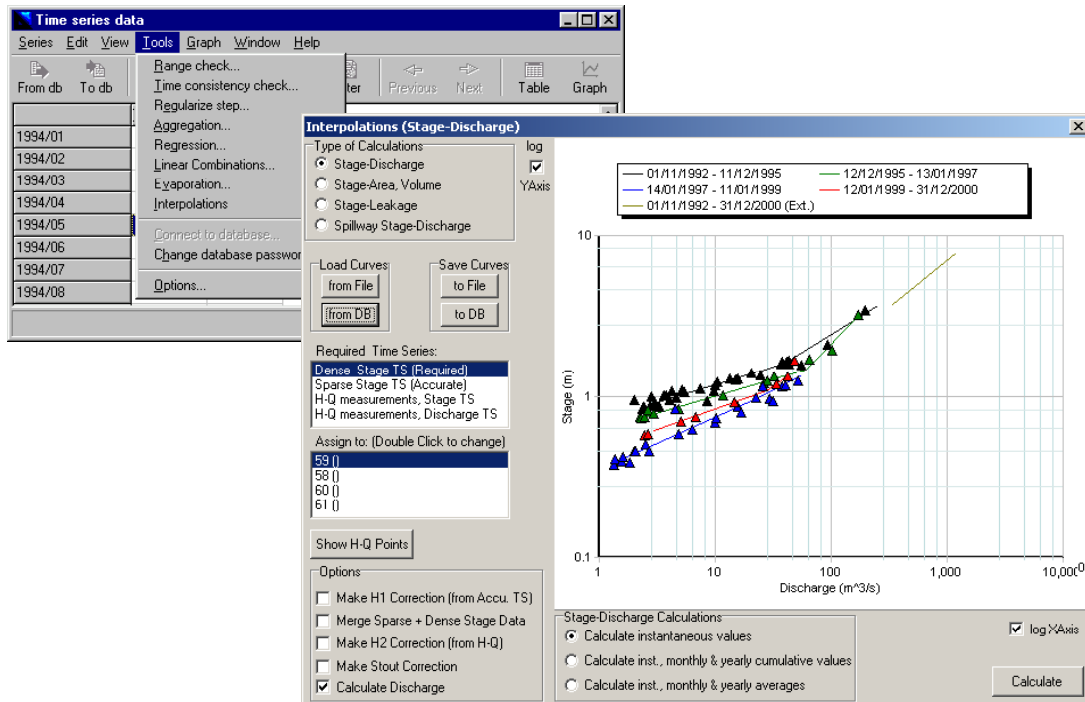 Time series data
Series Edit View Tools Graph Window Help
From db To db ter Previous Next Table Graph
Range check...
Time consistency check...
Regularize step...
Aggregation...
Regression...
Linear Combinations...
Evaporation...
Interpolations
Connect to database...
Change database passwor
Options...
1994/01
1994/02
1994/03
1994/04
1994/05
1994/06
1994/07
1994/08
Interpolations (Stage-Discharge)
Type of Calculations
Stage-Discharge
Stage-Area, Volume
Stage-Leakage
Spillway Stage-Discharge
log
YAxis
Load Curves
from File
from DB
Save Curves
to File
to DB
Required Time Series:
Dense Stage TS (Required)
Sparse Stage TS (Accurate)
H-Q measurements, Stage TS
H-Q measurements, Discharge TS
Assign to: (Double Click to change)
59 ()
58 ()
60 ()
61 ()
Show H-Q Points
Options
Make H1 Correction (from Accu. TS)
Merge Sparse + Dense Stage Data
Make H2 Correction (from H-Q)
Make Stout Correction
Calculate Discharge
01/11/1992 - 11/12/1995 12/12/1995 - 13/01/1997
14/01/1997 - 11/01/1999 12/01/1999 - 31/12/2000
01/11/1992 - 31/12/2000 (Ext.)
10
1
0.1
Stage (m)
1 10 100 1,000 10,000
Discharge (m^3/s)
Stage-Discharge Calculations
Calculate instantaneous values
Calculate inst., monthly & yearly cumulative values
Calculate inst., monthly & yearly averages
log XAxis
Calculate